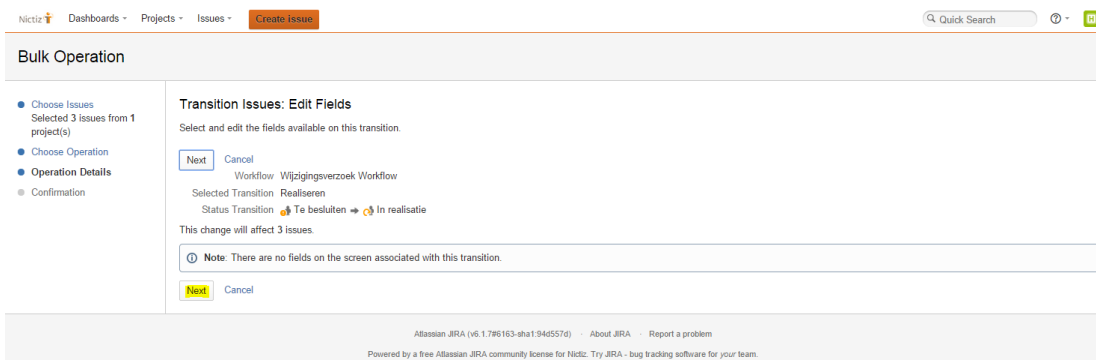 Nictiz Dashboards Projects Issues Create issue Quick Search
Bulk Operation
Choose Issues
Selected 3 issues from 1
project(s)
Choose Operation
Operation Details
Confirmation
Transition Issues: Edit Fields
Select and edit the fields available on this transition.
Next Cancel
Workflow Wijzigingsverzoek Workflow
Selected Transition Realiseren
Status Transition Te besluiten In realisatie
This change will affect 3 issues.
Note: There are no fields on the screen associated with this transition.
Next Cancel
Atlassian JIRA (v6.1.7#6163-sha1:94d557d) · About JIRA · Report a problem
Powered by a free Atlassian JIRA community license for Nictiz. Try JIRA - bug tracking software for your team.